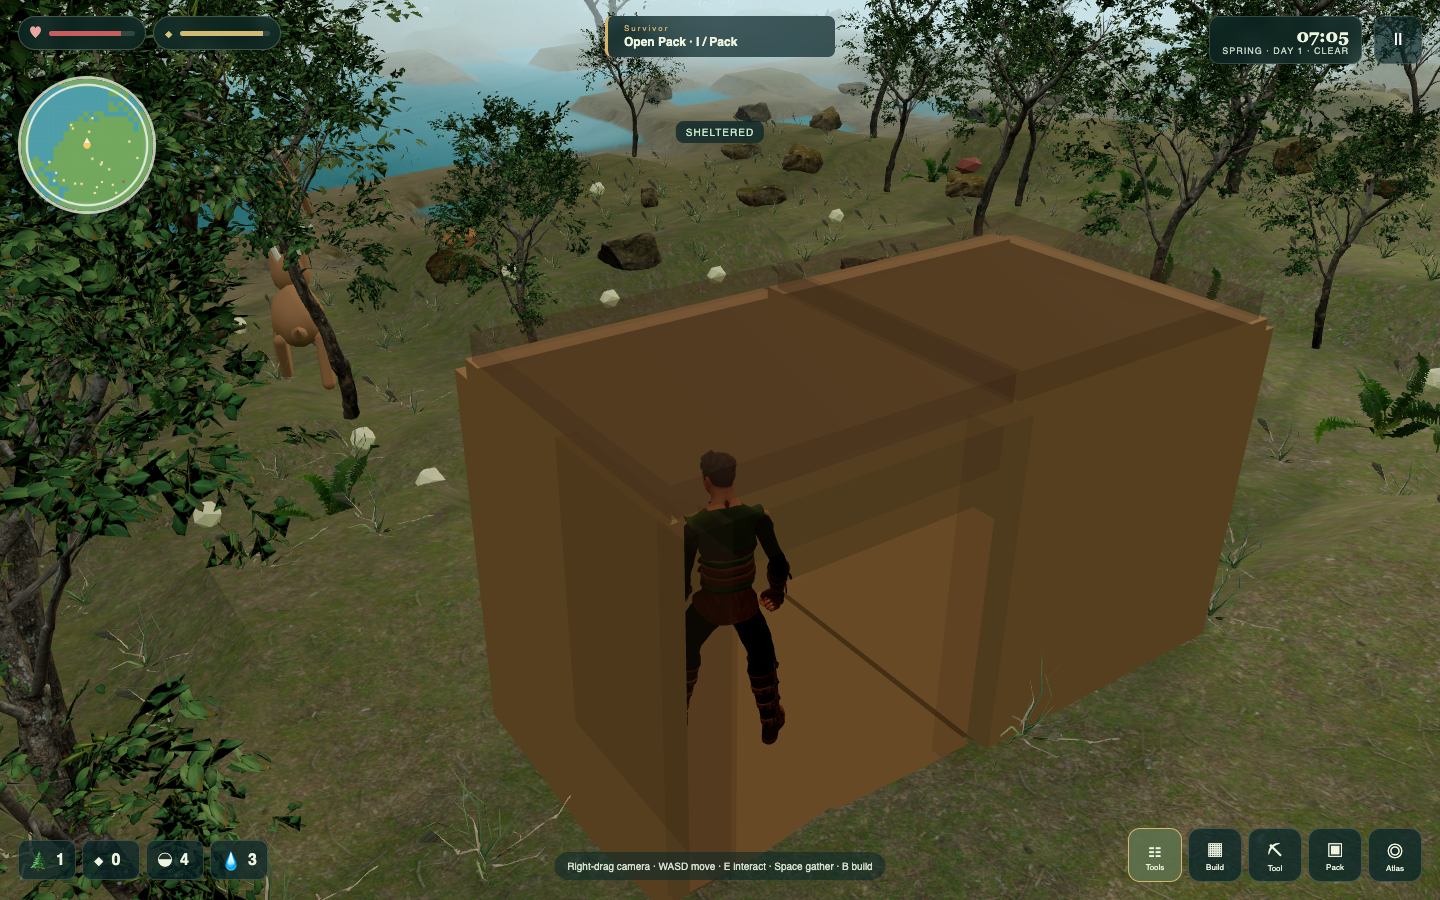 Survivor
Open Pack · I / Pack
07:05
SPRING · DAY 1 · CLEAR
SHELTERED
1
0
4
3
Right-drag camera · WASD move · E interact · Space gather · B build
Tools
Build
Tool
Pack
Atlas